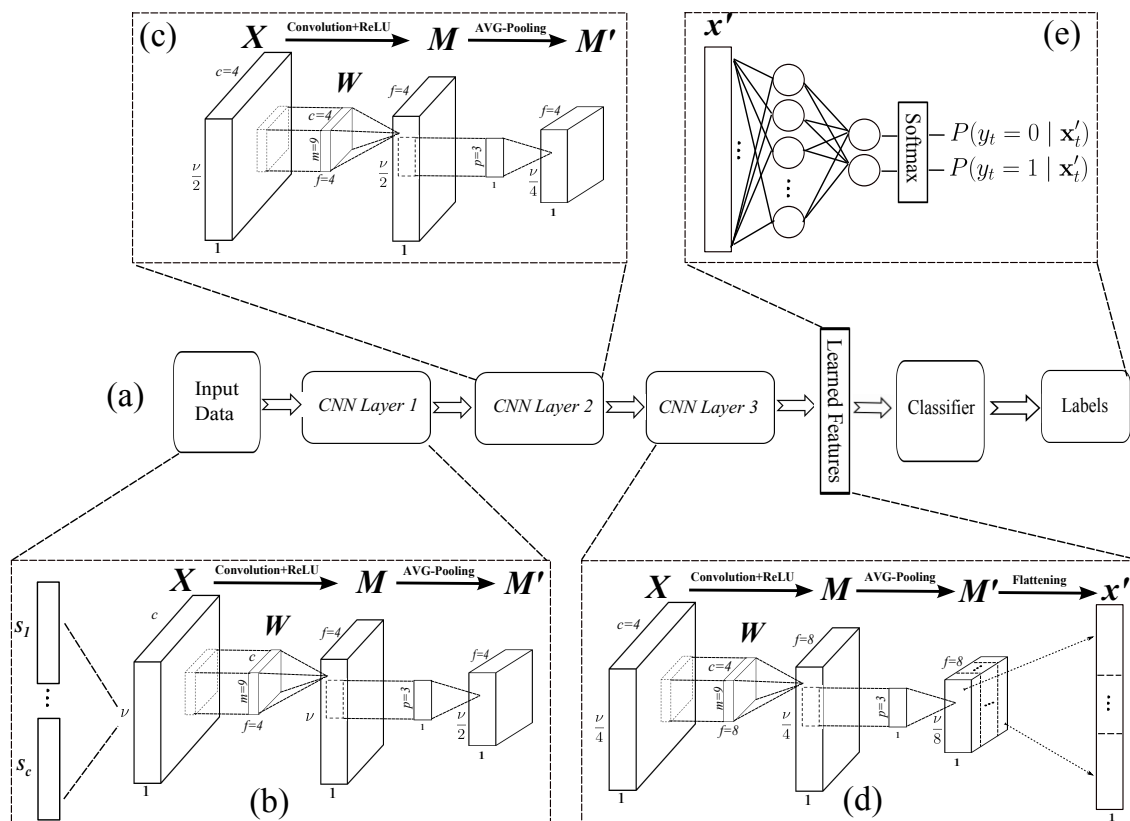 (c)
X Convolution+ReLU M AVG-Pooling M'
c=4
W
f=4
f=4
c=4
m=9
f=4
p=3
1
ν/2
ν/2
ν/4
1
1
1
x'
(e)
...
...
Softmax
P(y_t = 0 | x'_t)
P(y_t = 1 | x'_t)
(a)
Input
Data
CNN Layer 1
CNN Layer 2
CNN Layer 3
Learned Features
Classifier
Labels
X Convolution+ReLU M AVG-Pooling M'
s_1
...
s_c
c
W
f=4
f=4
c
m=9
f=4
p=3
1
ν
ν
ν/2
1
1
1
(b)
X Convolution+ReLU M AVG-Pooling M' Flattening x'
c=4
W
f=8
f=8
c=4
m=9
f=8
p=3
1
...
...
...
ν/4
ν/4
ν/8
1
1
1
1
(d)